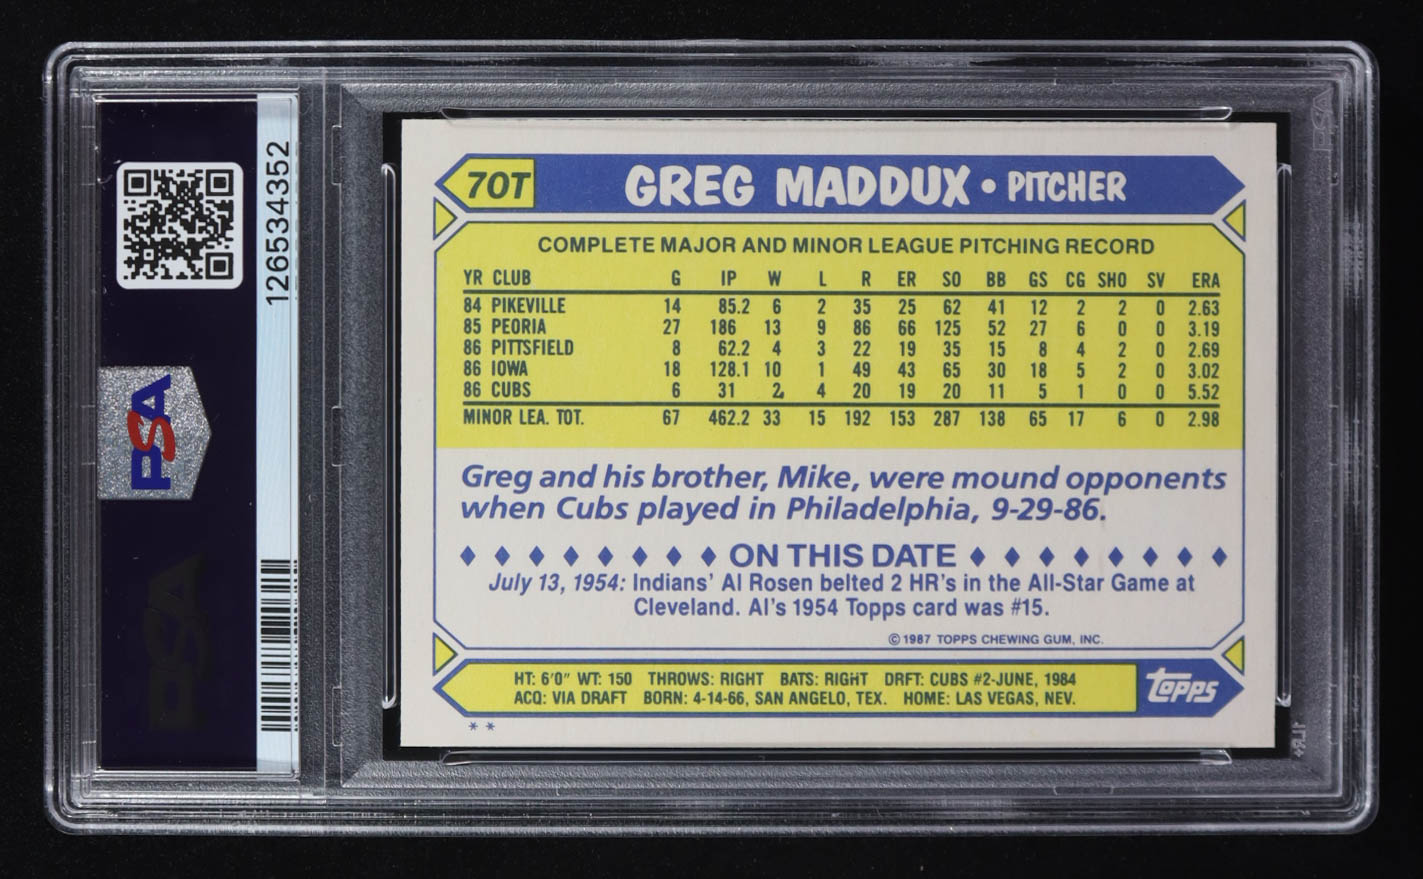 126534352
PSA
70T GREG MADDUX • PITCHER
COMPLETE MAJOR AND MINOR LEAGUE PITCHING RECORD
YR CLUB G IP W L R ER SO BB GS CG SHO SV ERA
84 PIKEVILLE 14 85.2 6 2 35 25 62 41 12 2 2 0 2.63
85 PEORIA 27 186 13 9 86 66 125 52 27 6 0 0 3.19
86 PITTSFIELD 8 62.2 4 3 22 19 35 15 8 4 2 0 2.69
86 IOWA 18 128.1 10 1 49 43 65 30 18 5 2 0 3.02
86 CUBS 6 31 2 4 20 19 20 11 5 1 0 0 5.52
MINOR LEA. TOT. 67 462.2 33 15 192 153 287 138 65 17 6 0 2.98
Greg and his brother, Mike, were mound opponents
when Cubs played in Philadelphia, 9-29-86.
♦ ♦ ♦ ♦ ♦ ♦ ♦ ♦ ON THIS DATE ♦ ♦ ♦ ♦ ♦ ♦ ♦ ♦
July 13, 1954: Indians' Al Rosen belted 2 HR's in the All-Star Game at
Cleveland. Al's 1954 Topps card was #15.
© 1987 TOPPS CHEWING GUM, INC.
HT: 6'0" WT: 150 THROWS: RIGHT BATS: RIGHT DRFT: CUBS #2-JUNE, 1984
ACQ: VIA DRAFT BORN: 4-14-66, SAN ANGELO, TEX. HOME: LAS VEGAS, NEV.
topps
* *
PSA